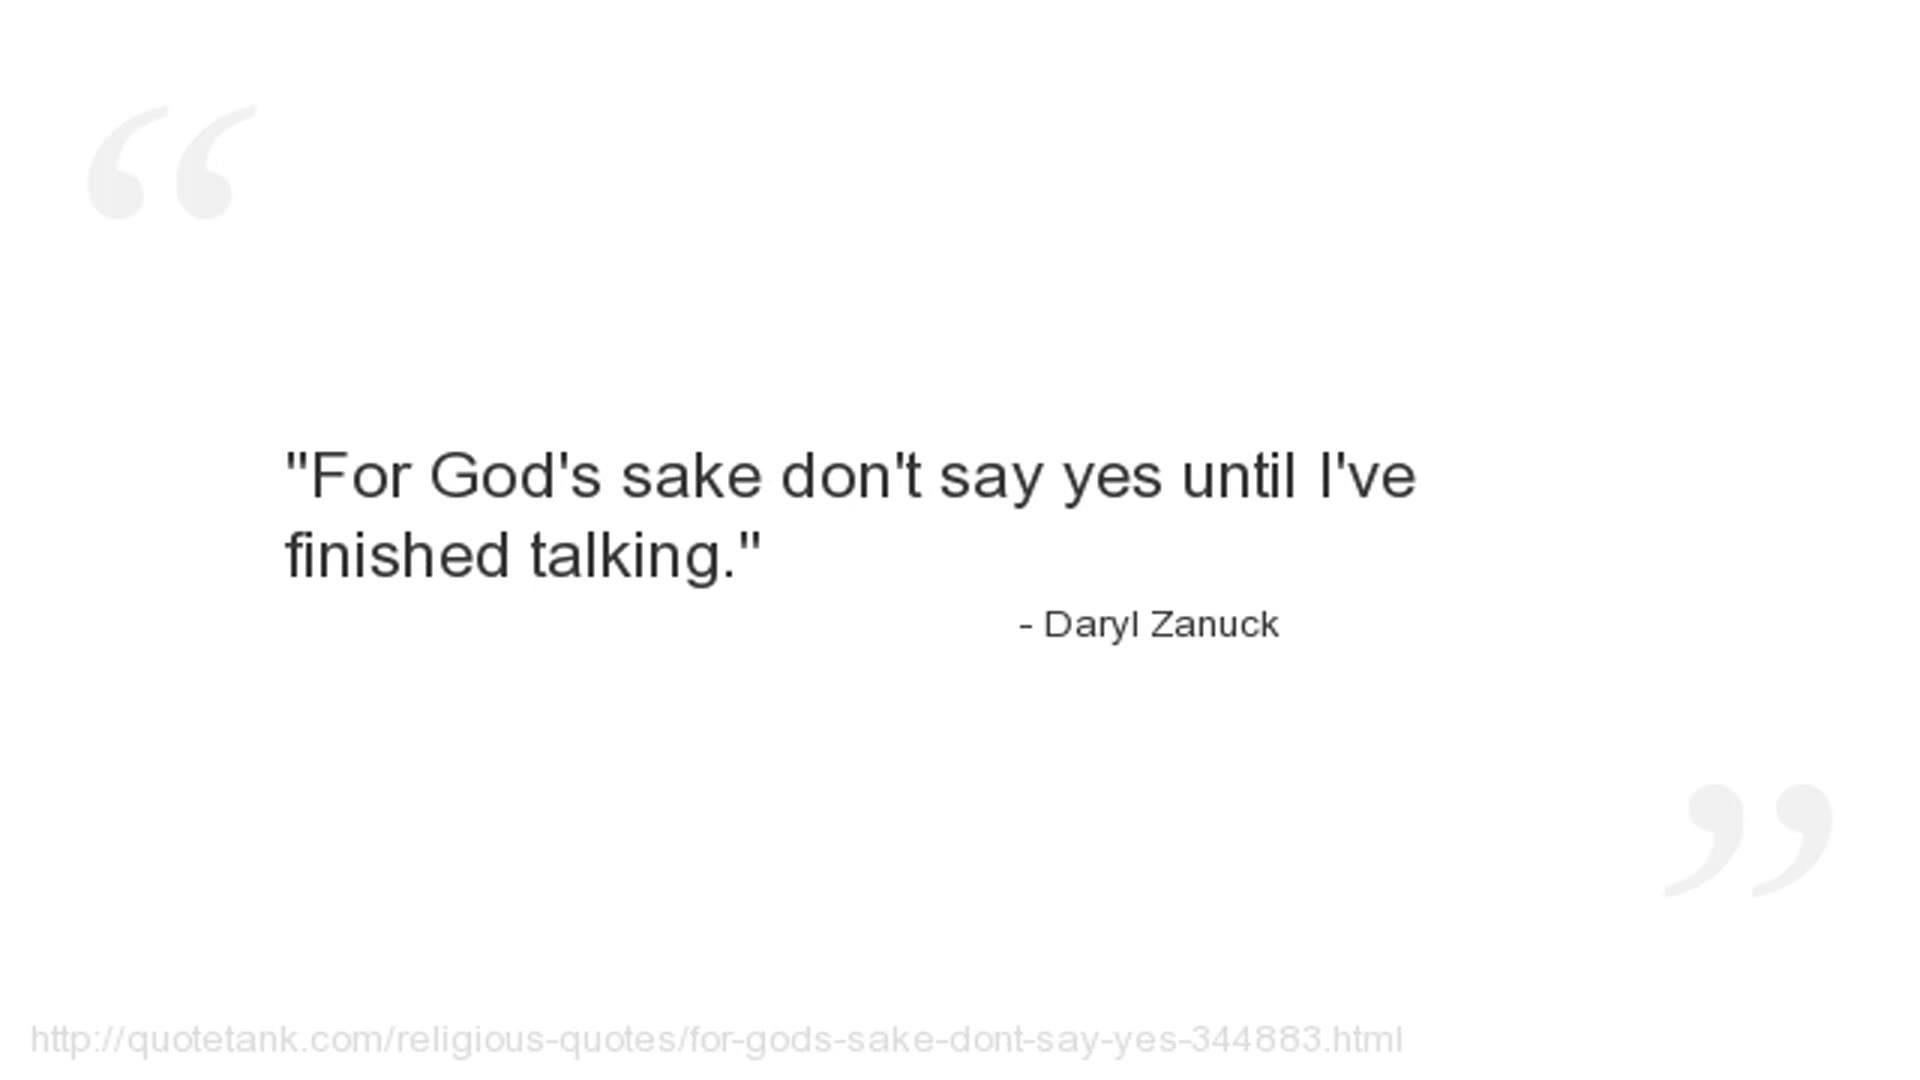 "For God's sake don't say yes until I've
finished talking."
- Daryl Zanuck
http://quotetank.com/religious-quotes/for-gods-sake-dont-say-yes-344883.html